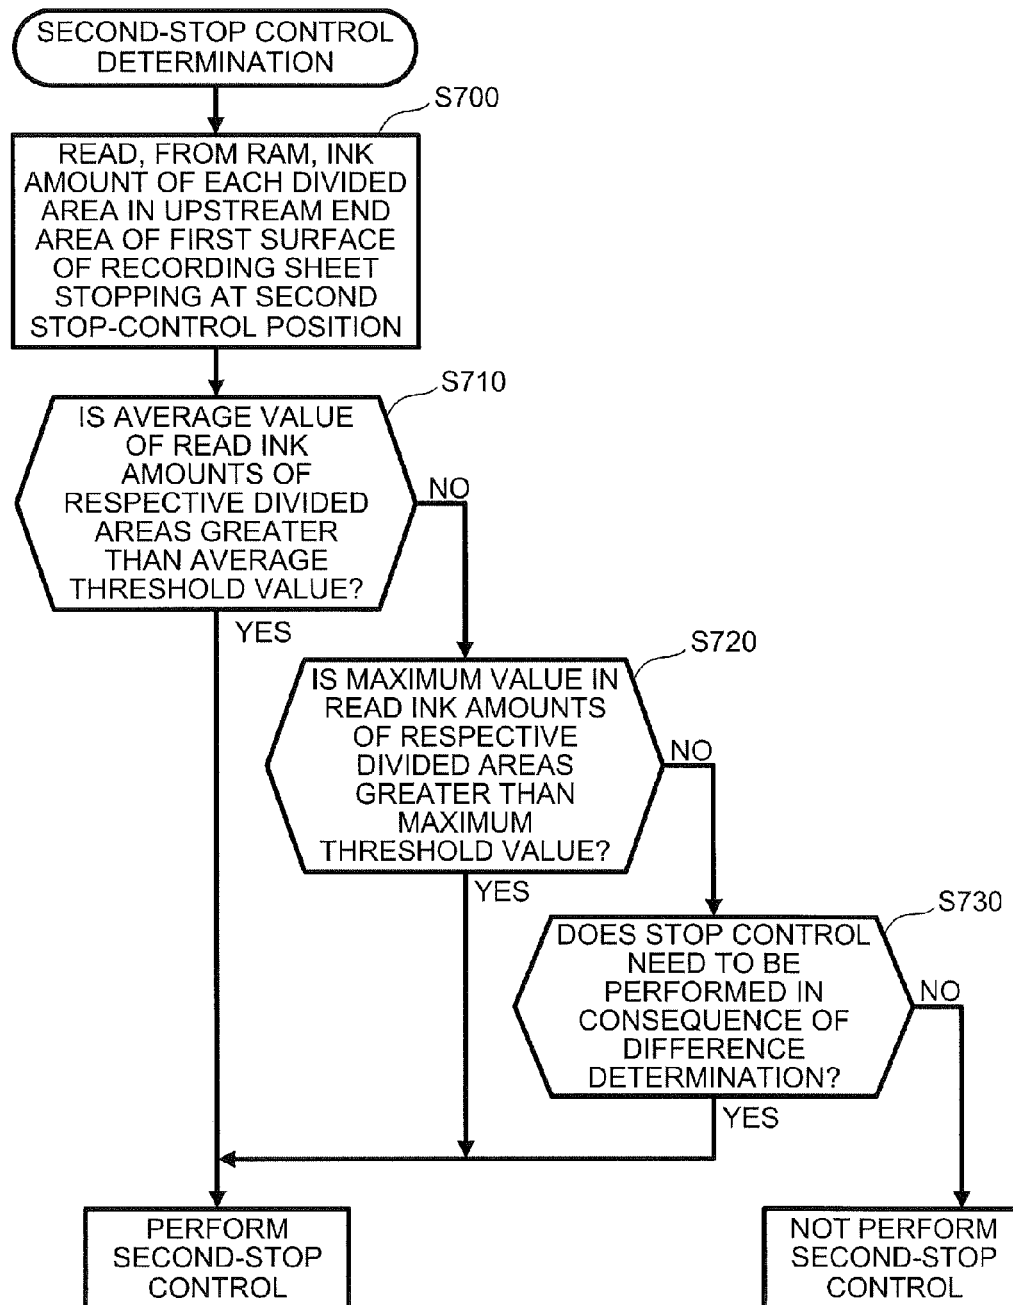 SECOND-STOP CONTROL
DETERMINATION
S700
READ, FROM RAM, INK
AMOUNT OF EACH DIVIDED
AREA IN UPSTREAM END
AREA OF FIRST SURFACE
OF RECORDING SHEET
STOPPING AT SECOND
STOP-CONTROL POSITION
S710
IS AVERAGE VALUE
OF READ INK
AMOUNTS OF
RESPECTIVE DIVIDED
AREAS GREATER
THAN AVERAGE
THRESHOLD VALUE?
NO
YES
S720
IS MAXIMUM VALUE IN
READ INK AMOUNTS
OF RESPECTIVE
DIVIDED AREAS
GREATER THAN
MAXIMUM
THRESHOLD VALUE?
NO
YES
S730
DOES STOP CONTROL
NEED TO BE
PERFORMED IN
CONSEQUENCE OF
DIFFERENCE
DETERMINATION?
NO
YES
PERFORM
SECOND-STOP
CONTROL
NOT PERFORM
SECOND-STOP
CONTROL